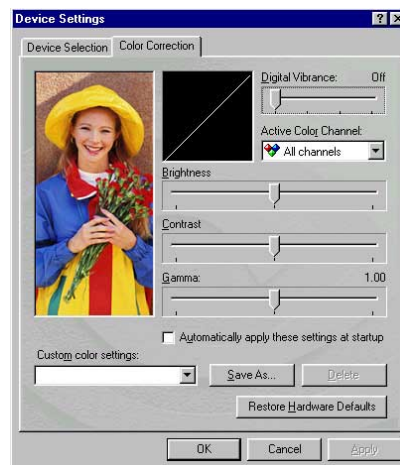 Device Settings
Device Selection
Color Correction
Digital Vibrance: Off
Active Color Channel:
All channels
Brightness
Contrast
Gamma: 1.00
Automatically apply these settings at startup
Custom color settings:
Save As...
Delete
Restore Hardware Defaults
OK
Cancel
Apply